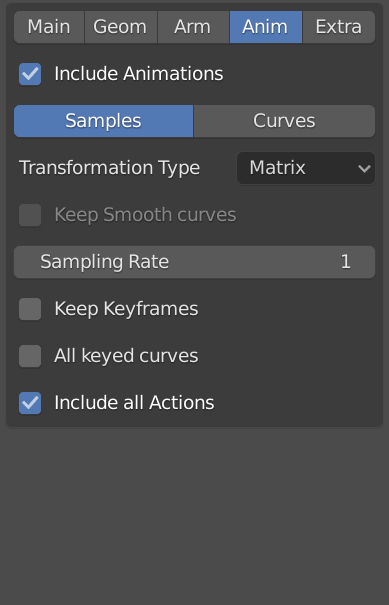 Main Geom Arm Anim Extra
Include Animations
Samples Curves
Transformation Type Matrix
Keep Smooth curves
Sampling Rate 1
Keep Keyframes
All keyed curves
Include all Actions